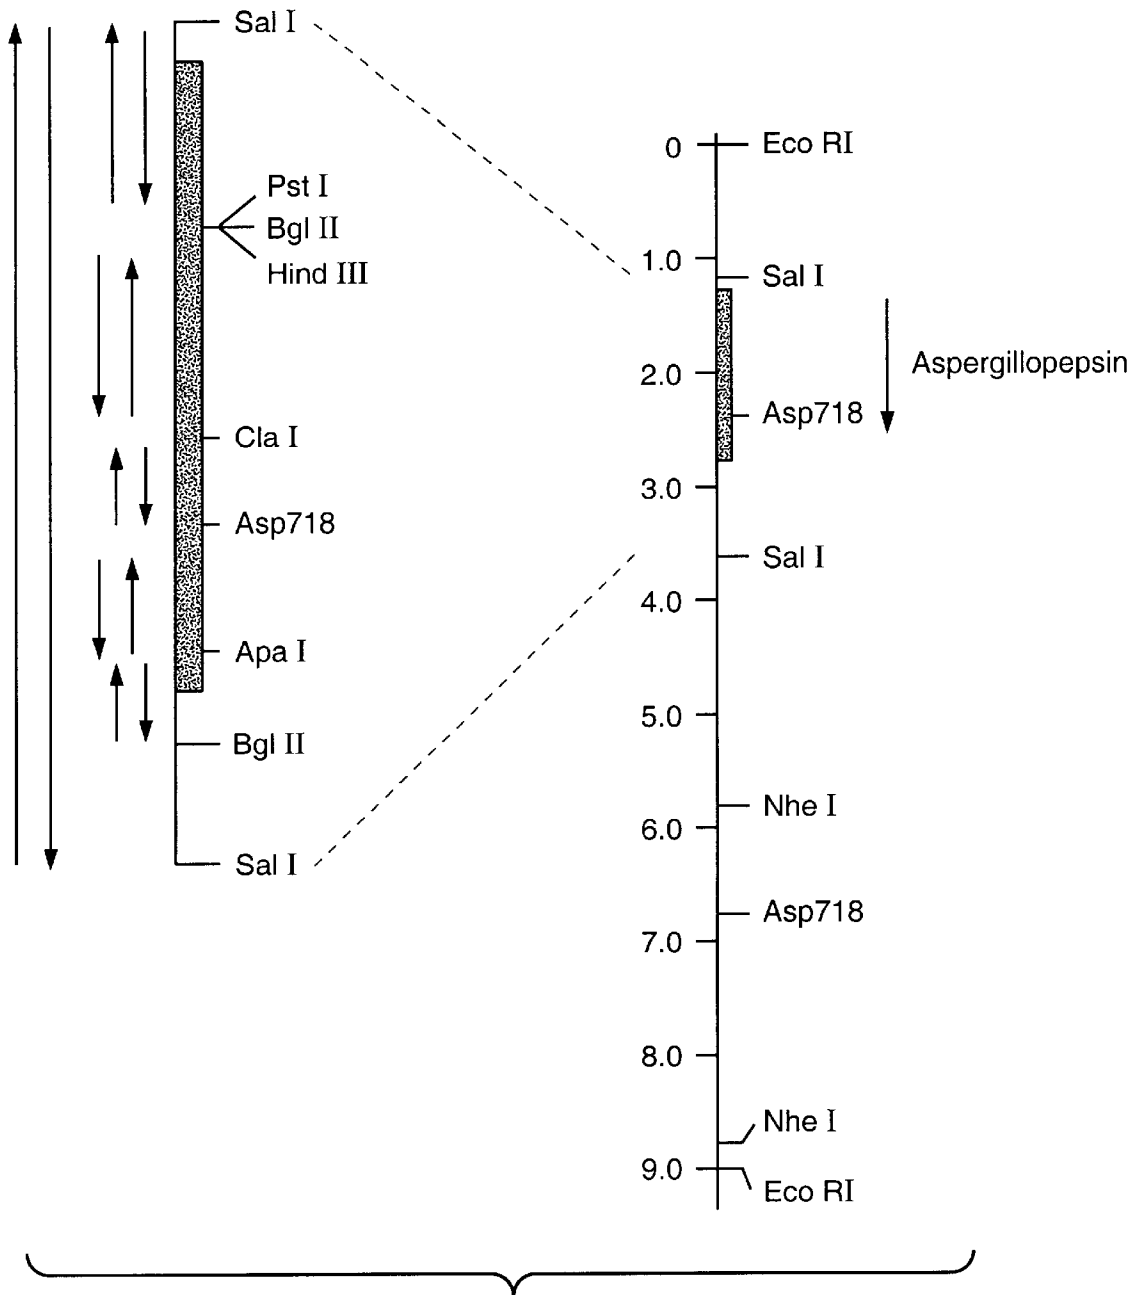 Sal I
Pst I
Bgl II
Hind III
Cla I
Asp718
Apa I
Bgl II
Sal I
0
Eco RI
1.0
Sal I
2.0
Aspergillopepsin
Asp718
3.0
Sal I
4.0
5.0
Nhe I
6.0
Asp718
7.0
8.0
Nhe I
9.0
Eco RI